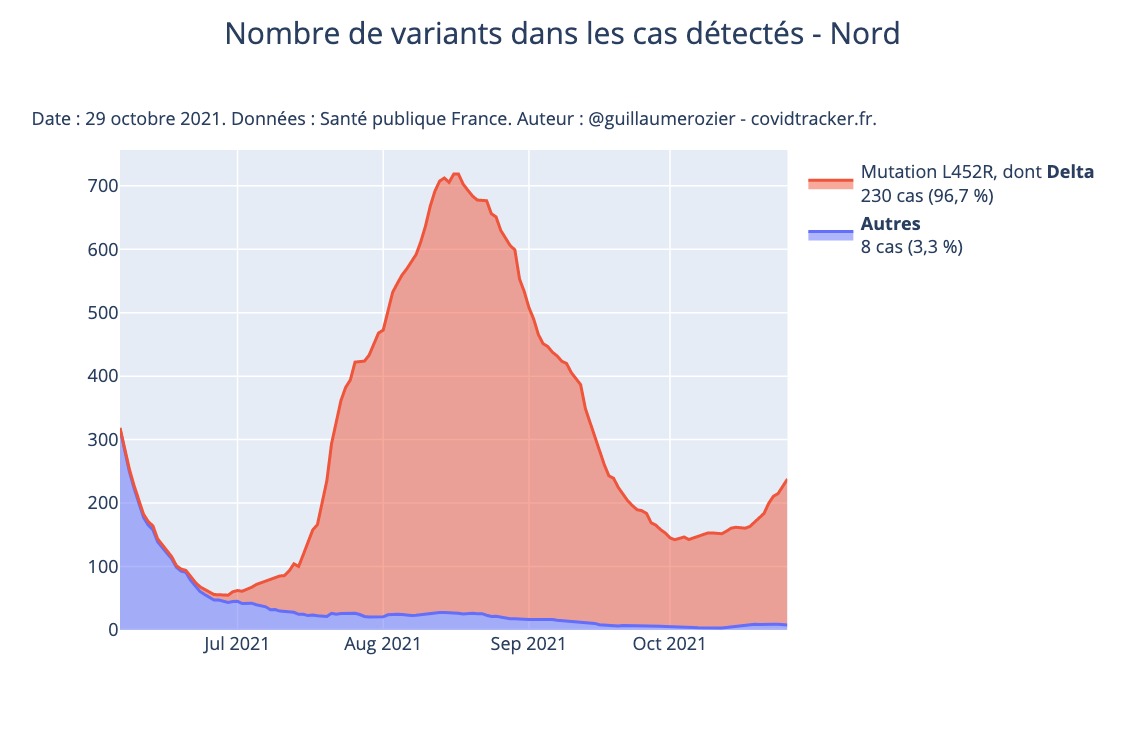 Nombre de variants dans les cas détectés - Nord
Date : 29 octobre 2021. Données : Santé publique France. Auteur : @guillaumerozier - covidtracker.fr.
Mutation L452R, dont Delta
230 cas (96,7 %)
Autres
8 cas (3,3 %)
700
600
500
400
300
200
100
0
Jul 2021 Aug 2021 Sep 2021 Oct 2021